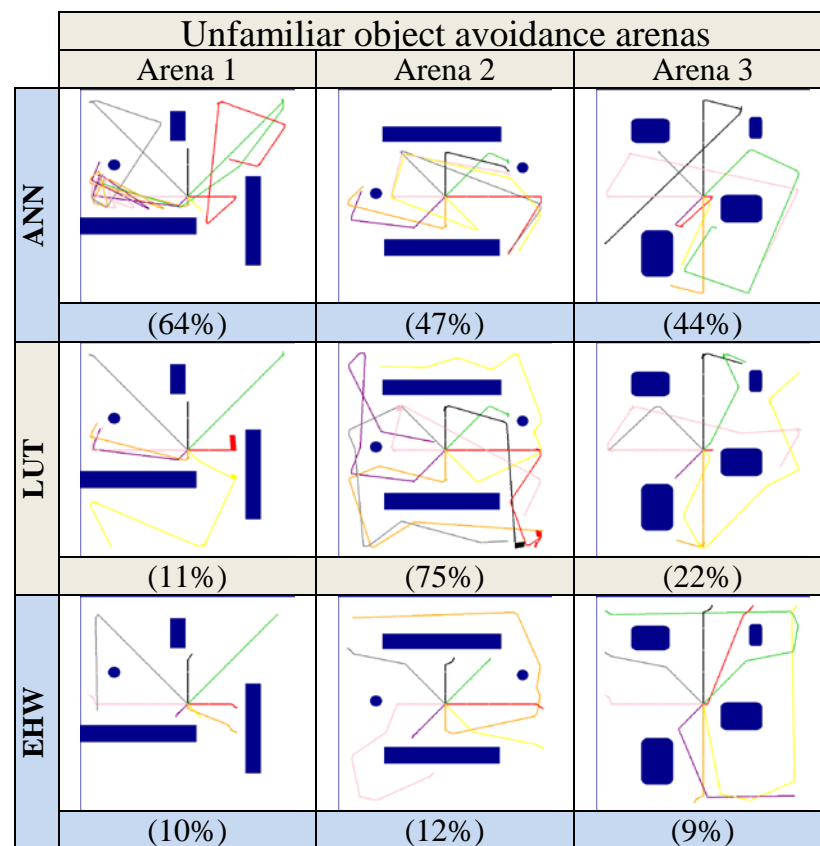 Unfamiliar object avoidance arenas
Arena 1 Arena 2 Arena 3
ANN
(64%) (47%) (44%)
LUT
(11%) (75%) (22%)
EHW
(10%) (12%) (9%)